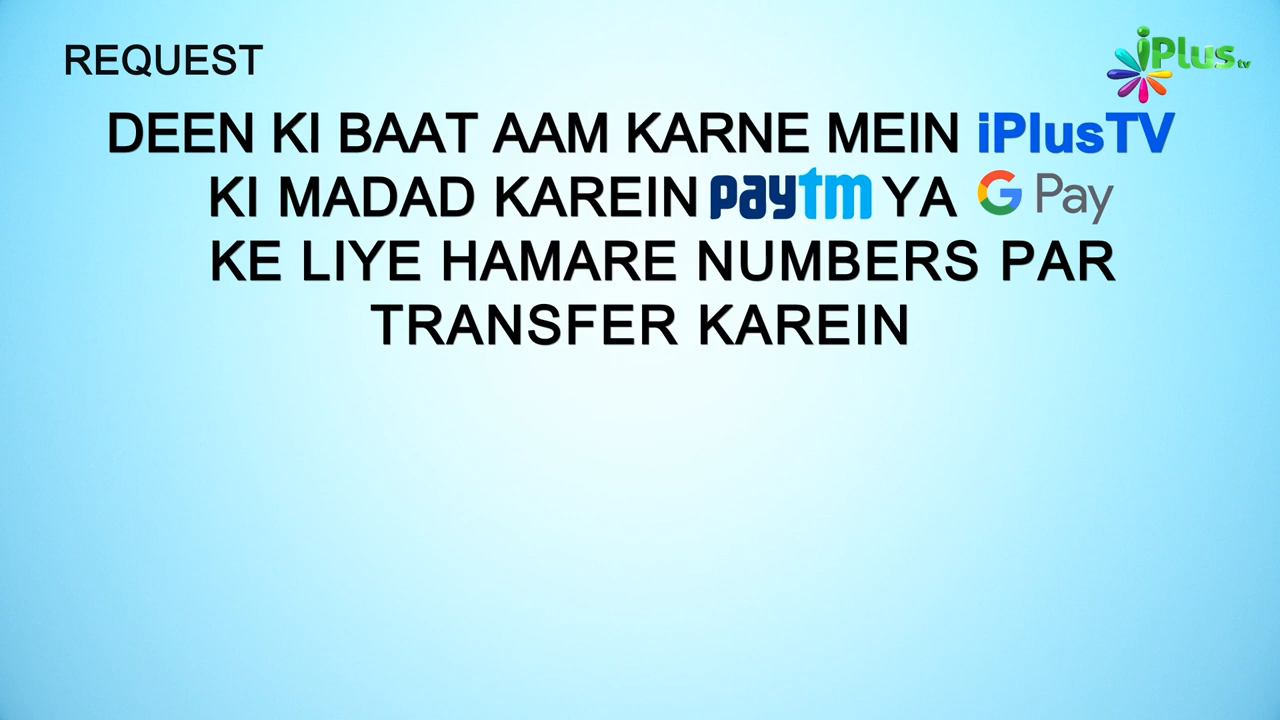 REQUEST
iPlus tv
DEEN KI BAAT AAM KARNE MEIN iPlusTV
KI MADAD KAREIN paytm YA G Pay
KE LIYE HAMARE NUMBERS PAR
TRANSFER KAREIN